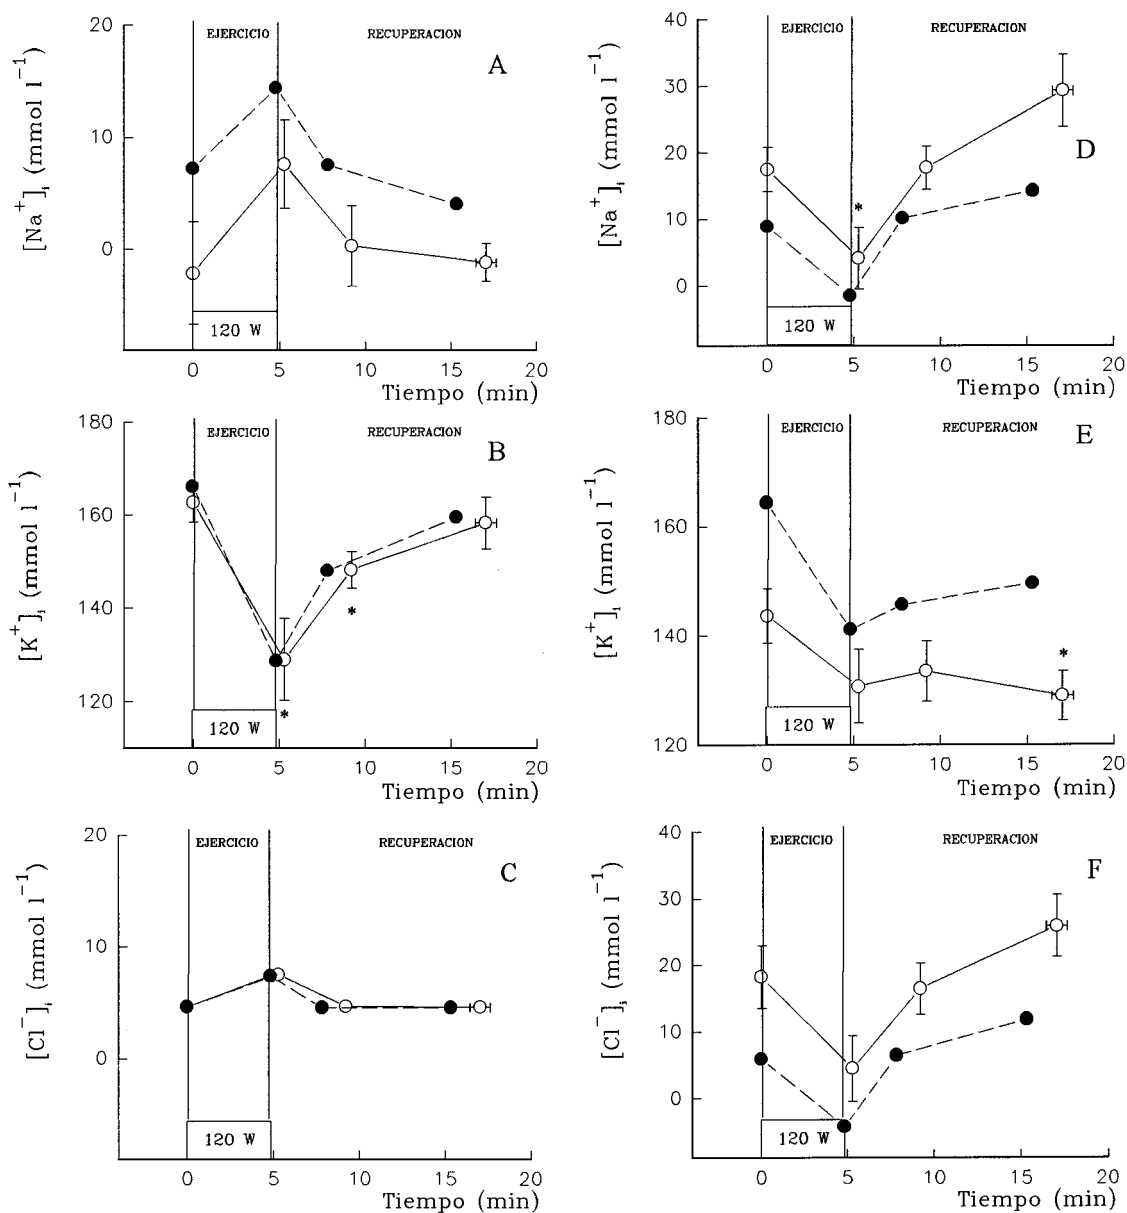 20
10
0
[Na+]i (mmol l−1)
EJERCICIO
RECUPERACION
A
120 W
0 5 10 15 20
Tiempo (min)
40
30
20
10
0
[Na+]i (mmol l−1)
EJERCICIO
RECUPERACION
D
*
120 W
0 5 10 15 20
Tiempo (min)
180
160
140
120
[K+]i (mmol l−1)
EJERCICIO
RECUPERACION
B
*
*
120 W
0 5 10 15 20
Tiempo (min)
180
160
140
120
[K+]i (mmol l−1)
EJERCICIO
RECUPERACION
E
*
120 W
0 5 10 15 20
Tiempo (min)
20
10
0
[Cl−]i (mmol l−1)
EJERCICIO
RECUPERACION
C
120 W
0 5 10 15 20
Tiempo (min)
40
30
20
10
0
[Cl−]i (mmol l−1)
EJERCICIO
RECUPERACION
F
120 W
0 5 10 15 20
Tiempo (min)